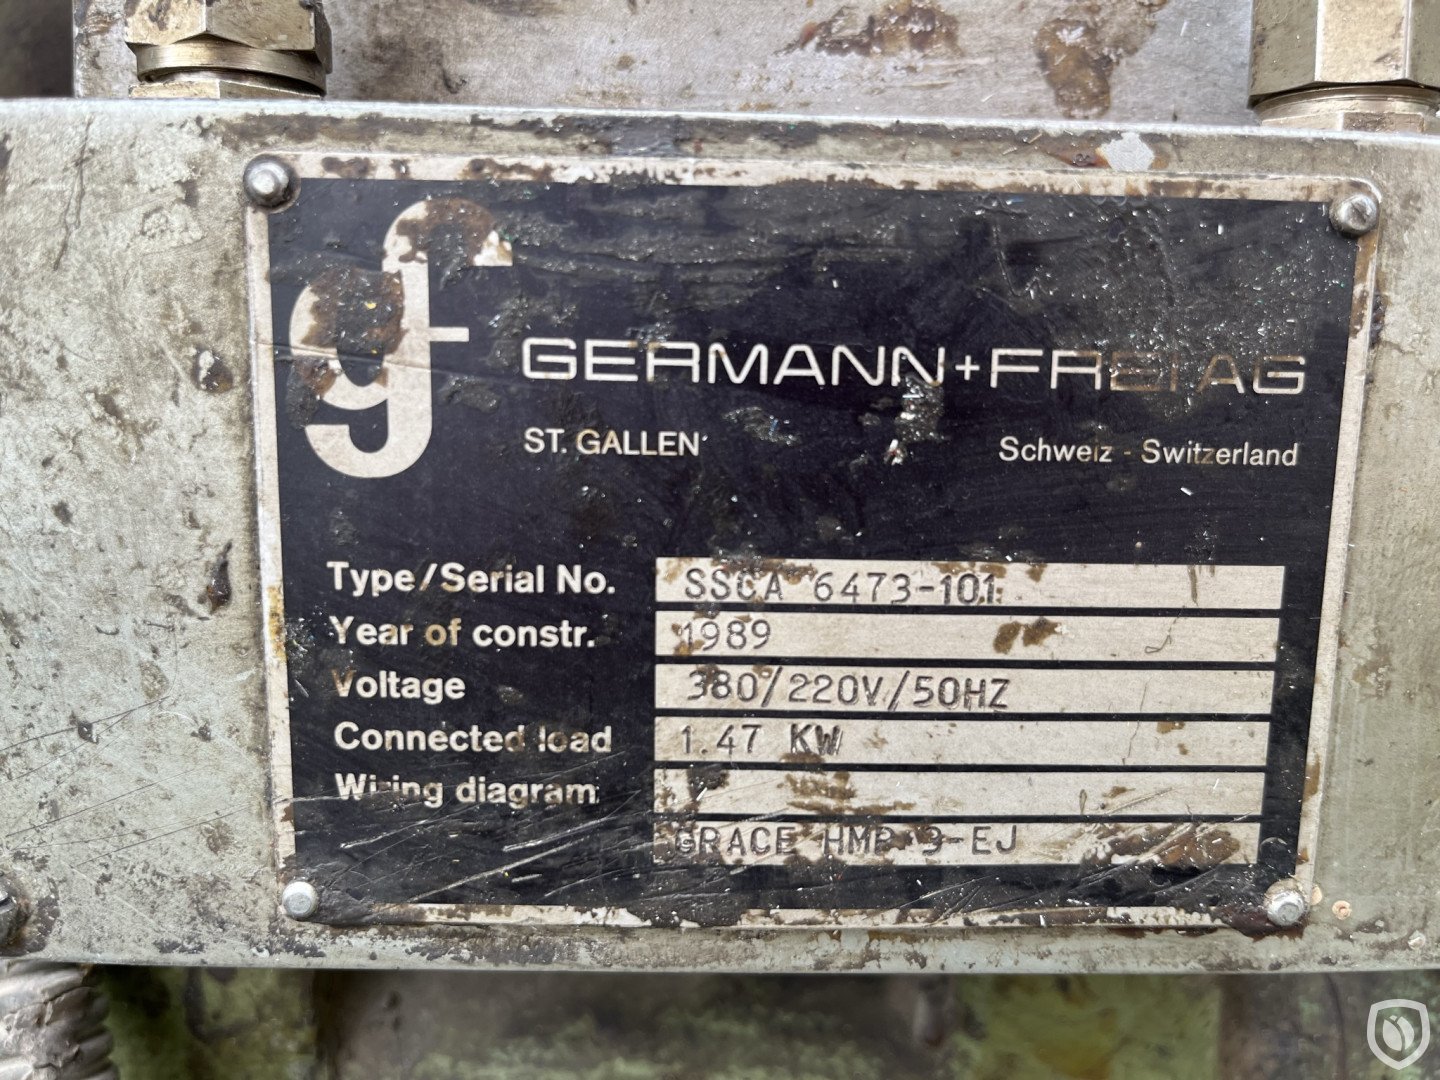 gf
GERMANN+FREI AG
ST. GALLEN
Schweiz - Switzerland
Type/Serial No. SSCA 6473-101
Year of constr. 1989
Voltage 380/220V/50HZ
Connected load 1.47 KW
Wiring diagram
GRACE HMP 3-EJ